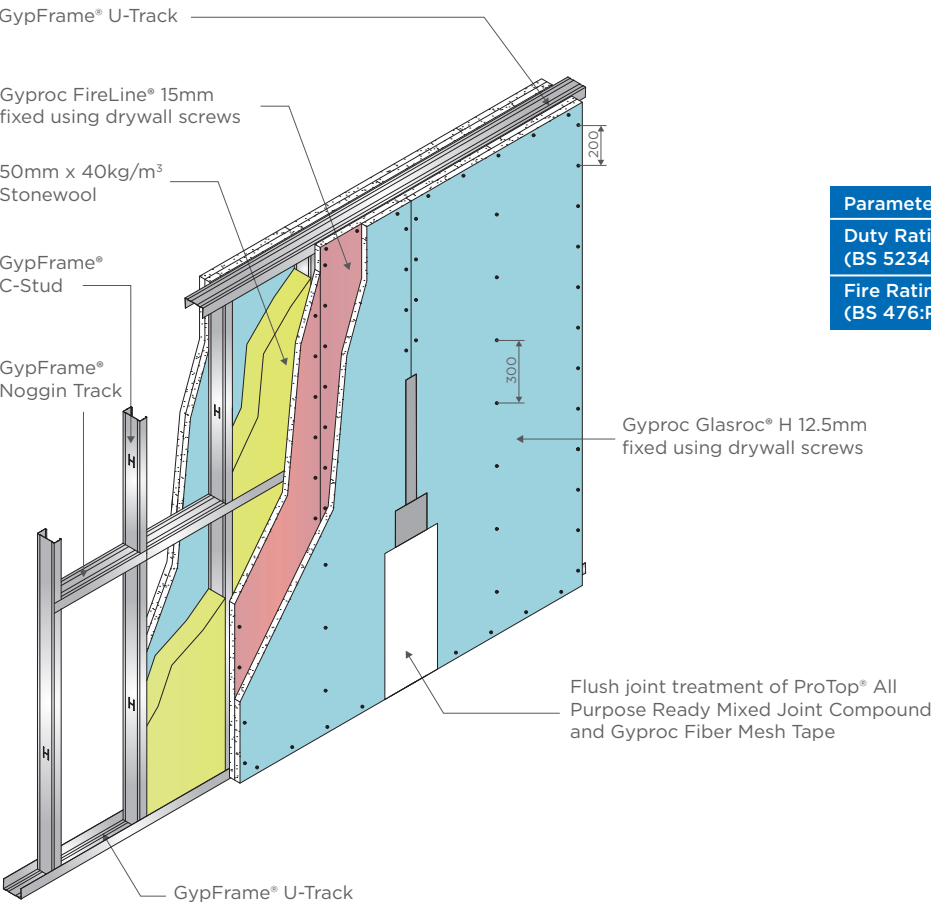 GypFrame® U-Track
Gyproc FireLine® 15mm
fixed using drywall screws
50mm x 40kg/m³
Stonewool
GypFrame®
C-Stud
GypFrame®
Noggin Track
H
H
H
H
200
300
Gyproc Glasroc® H 12.5mm
fixed using drywall screws
Flush joint treatment of ProTop® All
Purpose Ready Mixed Joint Compound
and Gyproc Fiber Mesh Tape
GypFrame® U-Track
Paramete
Duty Rati
(BS 5234
Fire Ratin
(BS 476:P